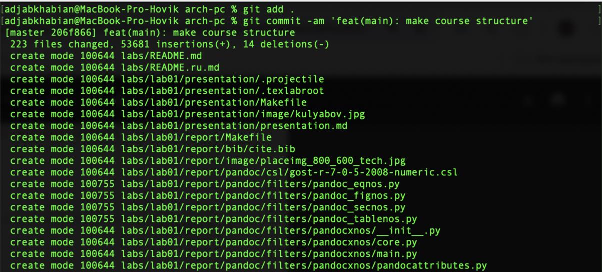 [adjabkhabian@MacBook-Pro-Hovik arch-pc % git add .
[adjabkhabian@MacBook-Pro-Hovik arch-pc % git commit -am 'feat(main): make course structure'
[master 206f866] feat(main): make course structure
 223 files changed, 53681 insertions(+), 14 deletions(-)
 create mode 100644 labs/README.md
 create mode 100644 labs/README.ru.md
 create mode 100644 labs/lab01/presentation/.projectile
 create mode 100644 labs/lab01/presentation/.texlabroot
 create mode 100644 labs/lab01/presentation/Makefile
 create mode 100644 labs/lab01/presentation/image/kulyabov.jpg
 create mode 100644 labs/lab01/presentation/presentation.md
 create mode 100644 labs/lab01/report/Makefile
 create mode 100644 labs/lab01/report/bib/cite.bib
 create mode 100644 labs/lab01/report/image/placeimg_800_600_tech.jpg
 create mode 100644 labs/lab01/report/pandoc/csl/gost-r-7-0-5-2008-numeric.csl
 create mode 100755 labs/lab01/report/pandoc/filters/pandoc_eqnos.py
 create mode 100755 labs/lab01/report/pandoc/filters/pandoc_fignos.py
 create mode 100755 labs/lab01/report/pandoc/filters/pandoc_secnos.py
 create mode 100755 labs/lab01/report/pandoc/filters/pandoc_tablenos.py
 create mode 100644 labs/lab01/report/pandoc/filters/pandocxnos/__init__.py
 create mode 100644 labs/lab01/report/pandoc/filters/pandocxnos/core.py
 create mode 100644 labs/lab01/report/pandoc/filters/pandocxnos/main.py
 create mode 100644 labs/lab01/report/pandoc/filters/pandocxnos/pandocattributes.py